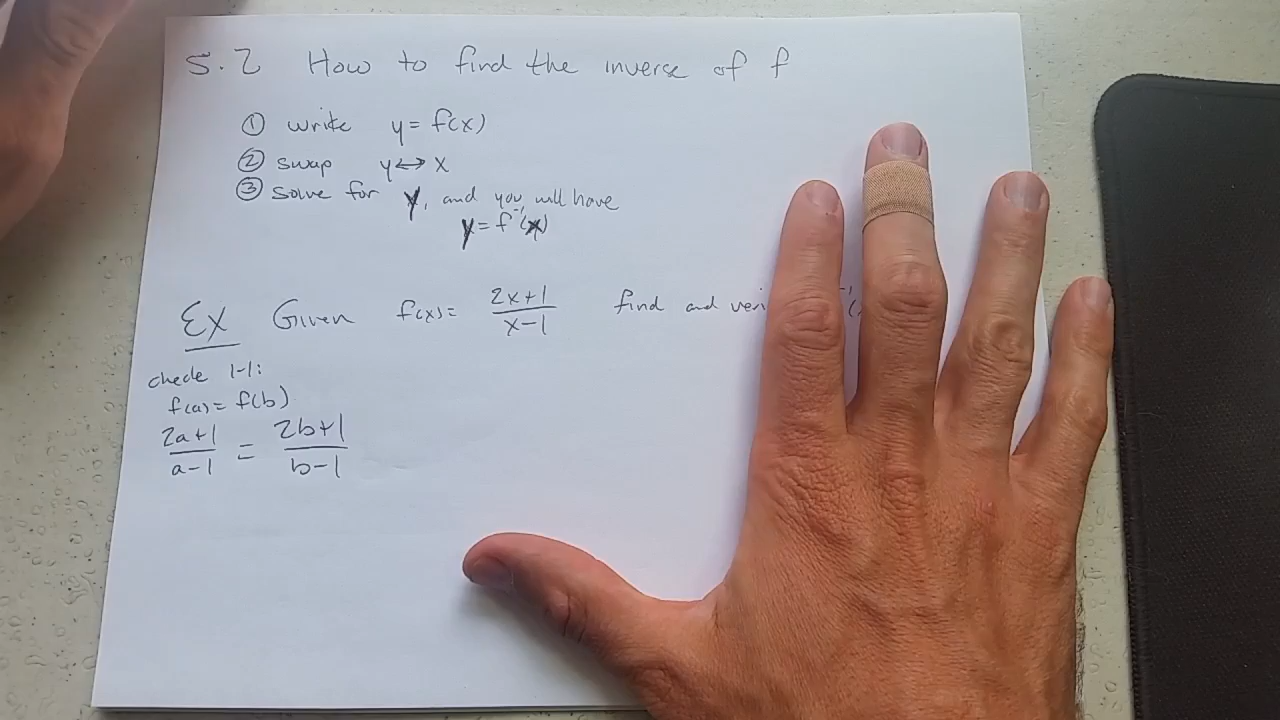 5.2 How to find the inverse of f
① write y = f(x)
② swap y ↔ x
③ solve for y, and you will have
y = f⁻¹(x)
Ex Given f(x) = (2x+1)/(x-1) find and
check 1-1:
f(a) = f(b)
(2a+1)/(a-1) = (2b+1)/(b-1)